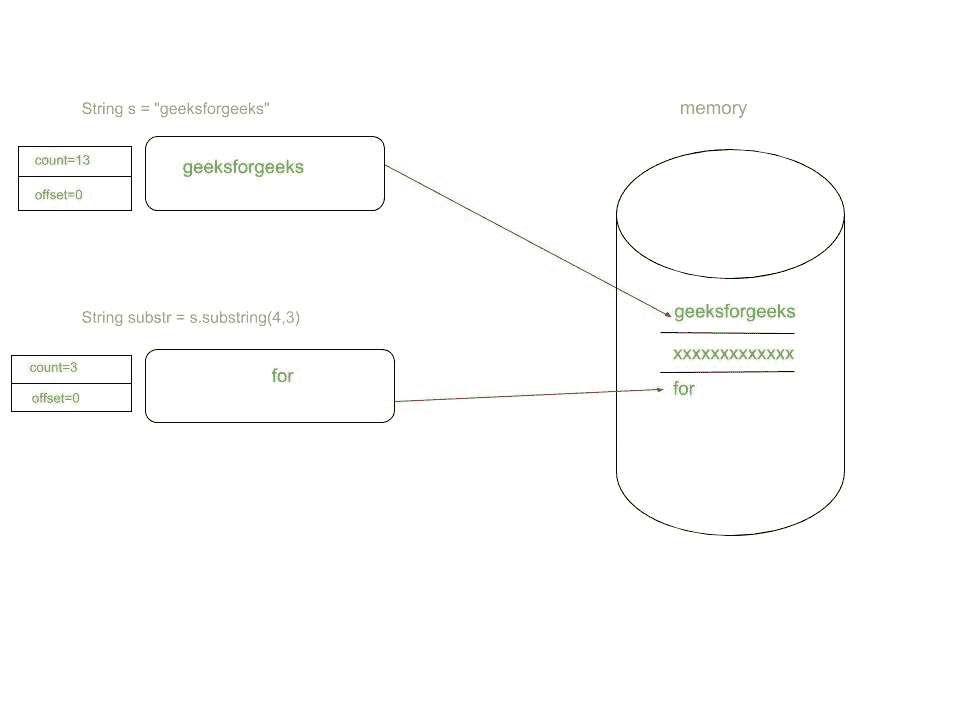 String s = "geeksforgeeks"
memory
count=13
geeksforgeeks
offset=0
geeksforgeeks
String substr = s.substring(4,3)
xxxxxxxxxxxxx
count=3
for
for
offset=0